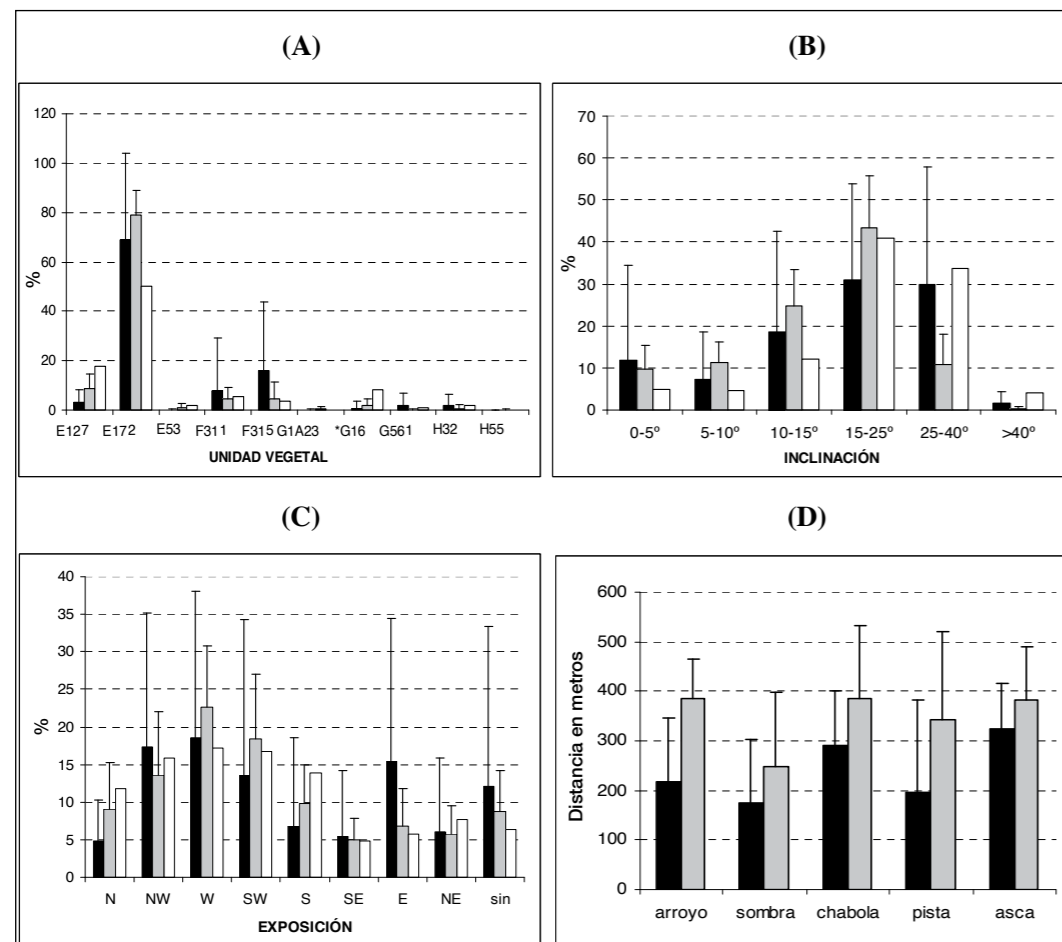 (A)
(B)
120
100
80
60
40
20
0
%
E127 E172 E53 F311 F315 G1A23 *G16 G561 H32 H55
UNIDAD VEGETAL
70
60
50
40
30
20
10
0
%
0-5º 5-10º 10-15º 15-25º 25-40º >40º
INCLINACIÓN
(C)
(D)
40
35
30
25
20
15
10
5
0
%
N NW W SW S SE E NE sin
EXPOSICIÓN
600
500
400
300
200
100
0
Distancia en metros
arroyo sombra chabola pista asca